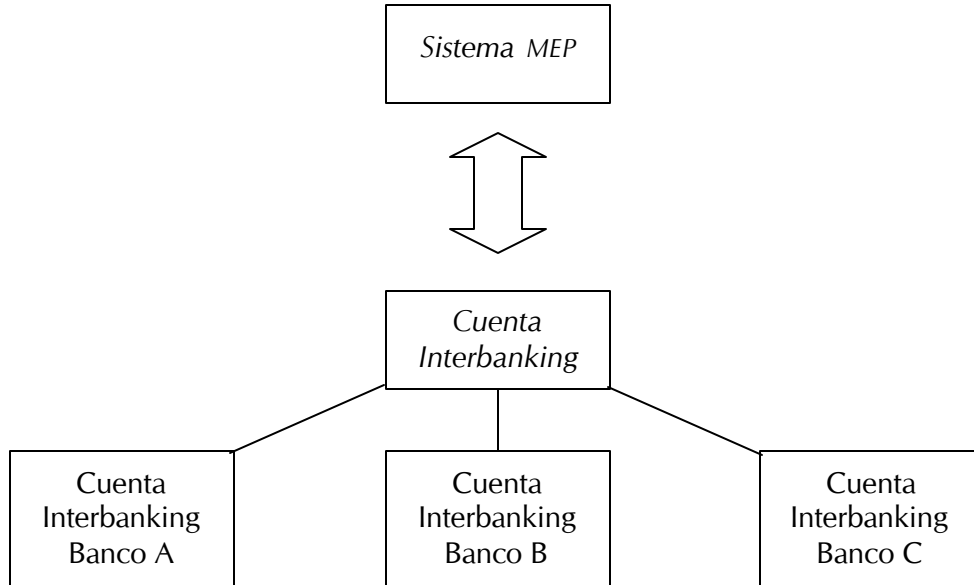 Sistema MEP
Cuenta
Interbanking
Cuenta
Interbanking
Banco A
Cuenta
Interbanking
Banco B
Cuenta
Interbanking
Banco C